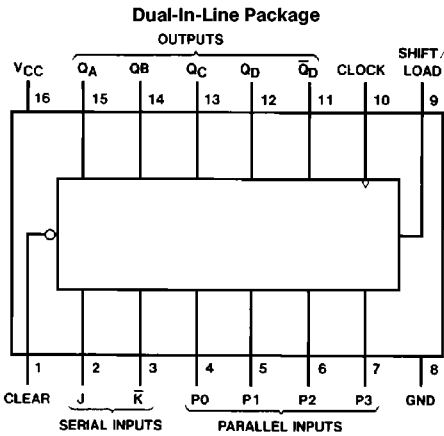 Dual-In-Line Package
OUTPUTS
VCC QA QB QC QD Q̅D CLOCK SHIFT/
LOAD
16 15 14 13 12 11 10 9
1 2 3 4 5 6 7 8
CLEAR J K̅ P0 P1 P2 P3 GND
SERIAL INPUTS PARALLEL INPUTS